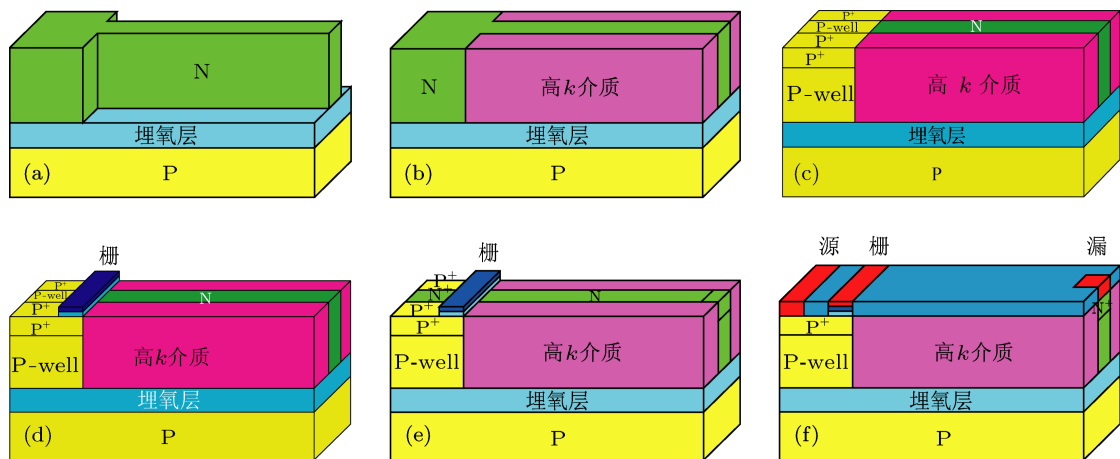 N
埋氧层
(a)
P
N
高k介质
埋氧层
(b)
P
P+
P-well
N
P+
P+
P-well
高 k 介质
埋氧层
(c)
P
栅
P+
P-well
N
P+
P+
P-well
高k介质
埋氧层
(d)
P
栅
P+
N+
N
P+
P+
P-well
高k介质
埋氧层
(e)
P
源
栅
漏
N+
P+
P-well
高k介质
埋氧层
(f)
P